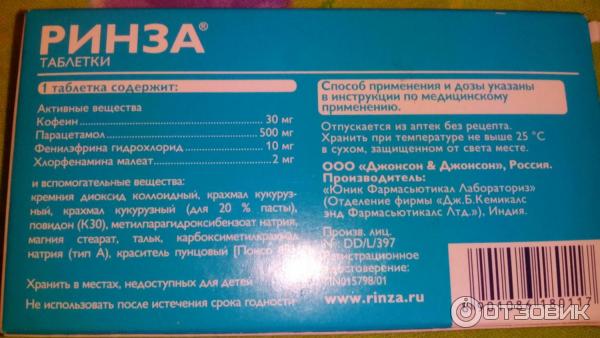 РИНЗА®
ТАБЛЕТКИ
1 таблетка содержит:
Активные вещества
Кофеин 30 мг
Парацетамол 500 мг
Фенилэфрина гидрохлорид 10 мг
Хлорфенамина малеат 2 мг
и вспомогательные вещества:
кремния диоксид коллоидный, крахмал кукуруз-
ный, крахмал кукурузный (для 20 % пасты),
повидон (К30), метилпарагидроксибензоат натрия,
магния стеарат, тальк, карбоксиметилкрахмал
натрия (тип А), краситель пунцовый [Понсо 4R]
Хранить в местах, недоступных для детей
Не использовать после истечения срока годности
Способ применения и дозы указаны
в инструкции по медицинскому
применению.
Отпускается из аптек без рецепта.
Хранить при температуре не выше 25 °С
в сухом, защищенном от света месте.
ООО «Джонсон & Джонсон», Россия.
Производитель:
«Юник Фармасьютикал Лабораториз»
(Отделение фирмы «Дж.Б.Кемикалс
энд Фармасьютикалс Лтд.»), Индия.
Произв. лиц.
N° DD/L/397
Регистрационное
удостоверение:
N015798/01
www.rinza.ru
ОТЗОВИК